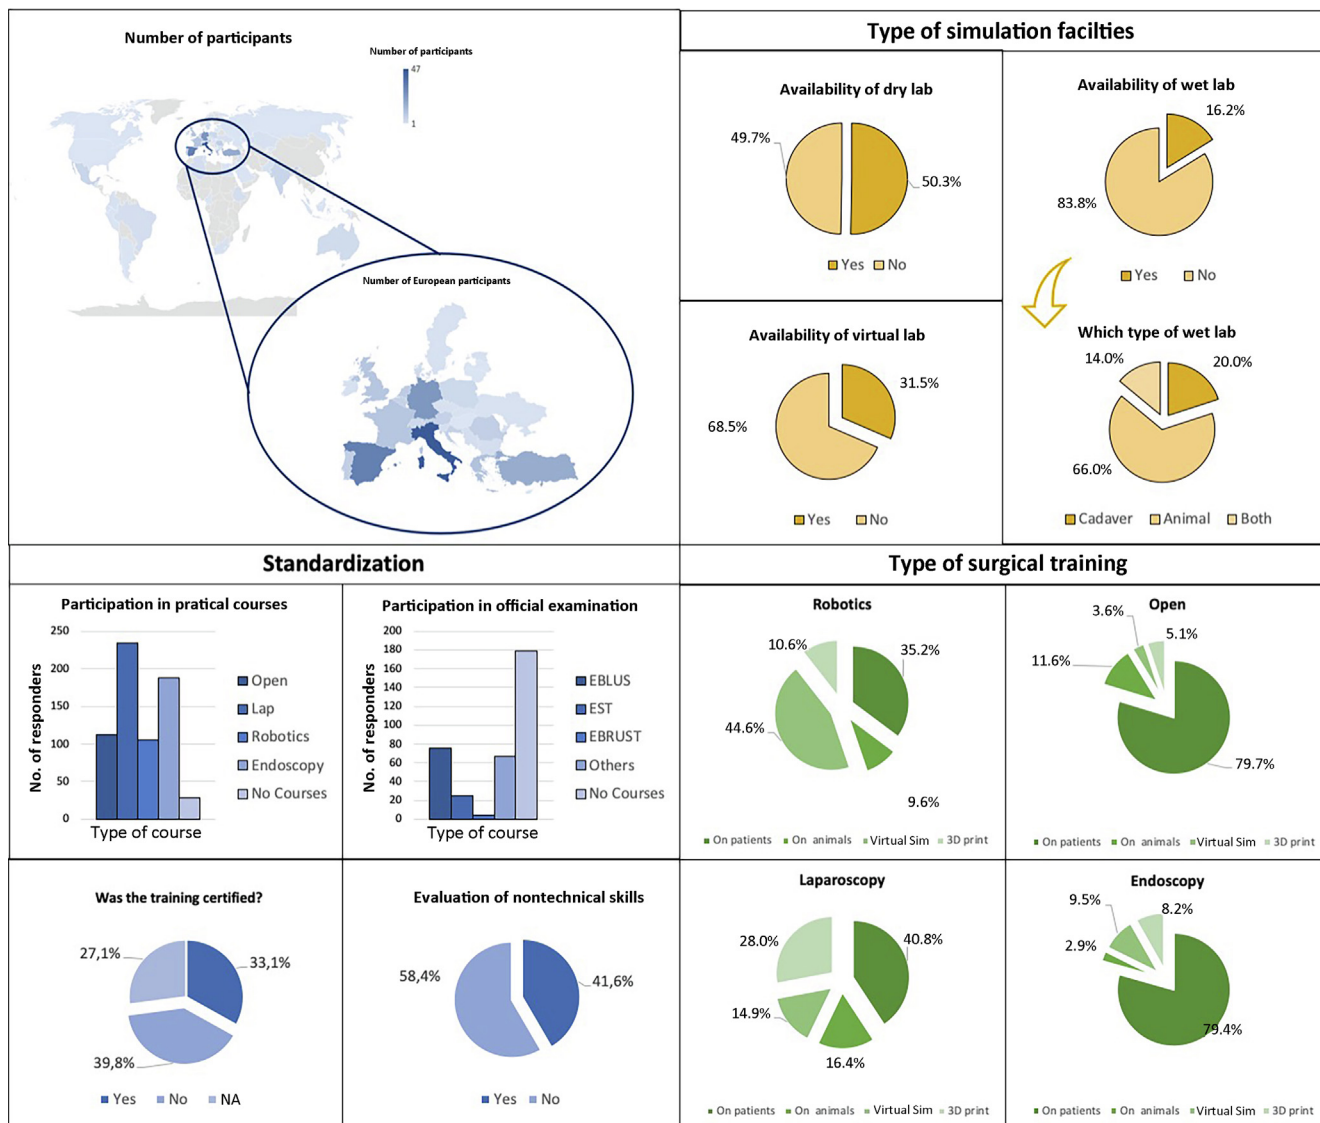 Number of participants
Number of participants
47
1
Number of European participants
Type of simulation facilties
Availability of dry lab
49.7%
50.3%
Yes No
Availability of wet lab
16.2%
83.8%
Yes No
Availability of virtual lab
31.5%
68.5%
Yes No
Which type of wet lab
14.0%
20.0%
66.0%
Cadaver Animal Both
Standardization
Participation in pratical courses
No. of responders
250
200
150
100
50
0
Type of course
Open
Lap
Robotics
Endoscopy
No Courses
Participation in official examination
No. of responders
200
180
160
140
120
100
80
60
40
20
0
Type of course
EBLUS
EST
EBRUST
Others
No Courses
Was the training certified?
27,1%
33,1%
39,8%
Yes No NA
Evaluation of nontechnical skills
58,4%
41,6%
Yes No
Type of surgical training
Robotics
10.6%
35.2%
44.6%
9.6%
On patients On animals Virtual Sim 3D print
Open
3.6%
5.1%
11.6%
79.7%
On patients On animals Virtual Sim 3D print
Laparoscopy
28.0%
40.8%
14.9%
16.4%
On patients On animals Virtual Sim 3D print
Endoscopy
9.5%
8.2%
2.9%
79.4%
On patients On animals Virtual Sim 3D print